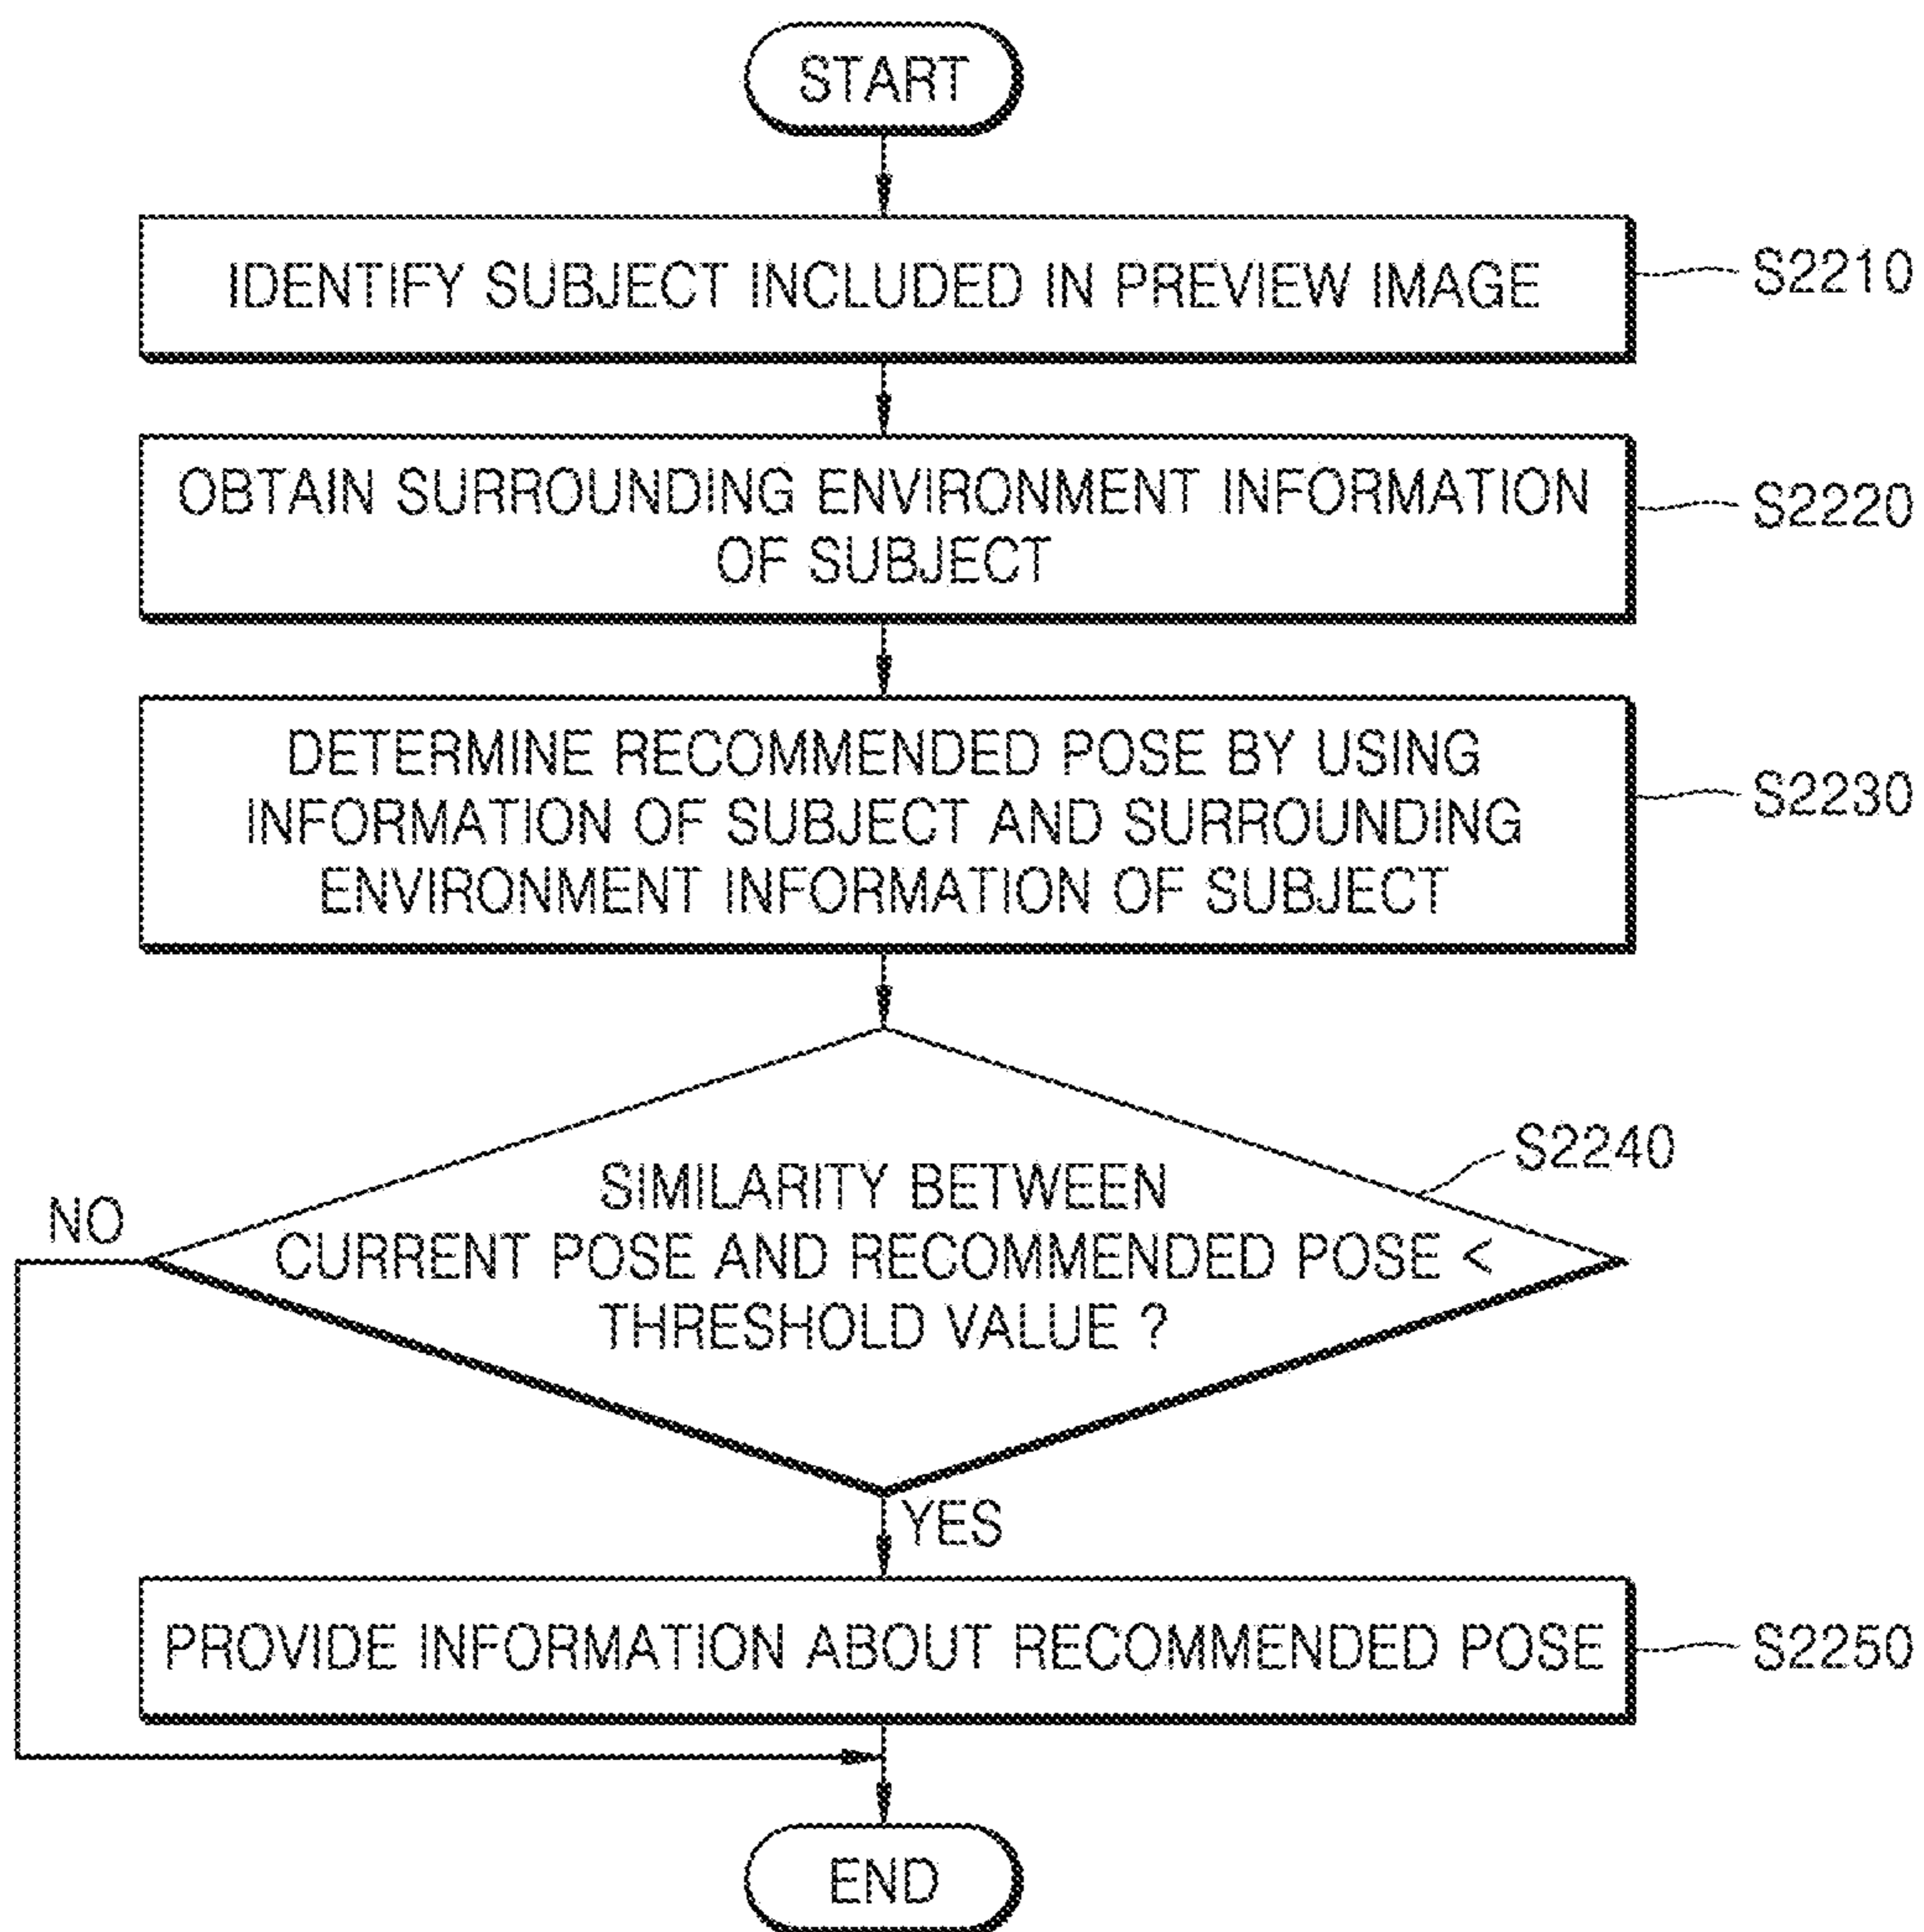 START
IDENTIFY SUBJECT INCLUDED IN PREVIEW IMAGE
S2210
OBTAIN SURROUNDING ENVIRONMENT INFORMATION
OF SUBJECT
S2220
DETERMINE RECOMMENDED POSE BY USING
INFORMATION OF SUBJECT AND SURROUNDING
ENVIRONMENT INFORMATION OF SUBJECT
S2230
SIMILARITY BETWEEN
CURRENT POSE AND RECOMMENDED POSE <
THRESHOLD VALUE ?
S2240
NO
YES
PROVIDE INFORMATION ABOUT RECOMMENDED POSE
S2250
END